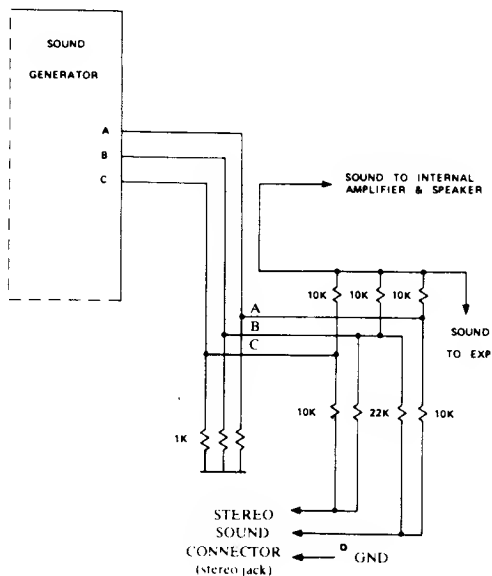 SOUND
GENERATOR
A
B
C
SOUND TO INTERNAL
AMPLIFIER & SPEAKER
10K 10K 10K
A
B
C
SOUND
TO EXP
10K 22K 10K
1K
STEREO
SOUND
CONNECTOR
(stereo jack)
GND